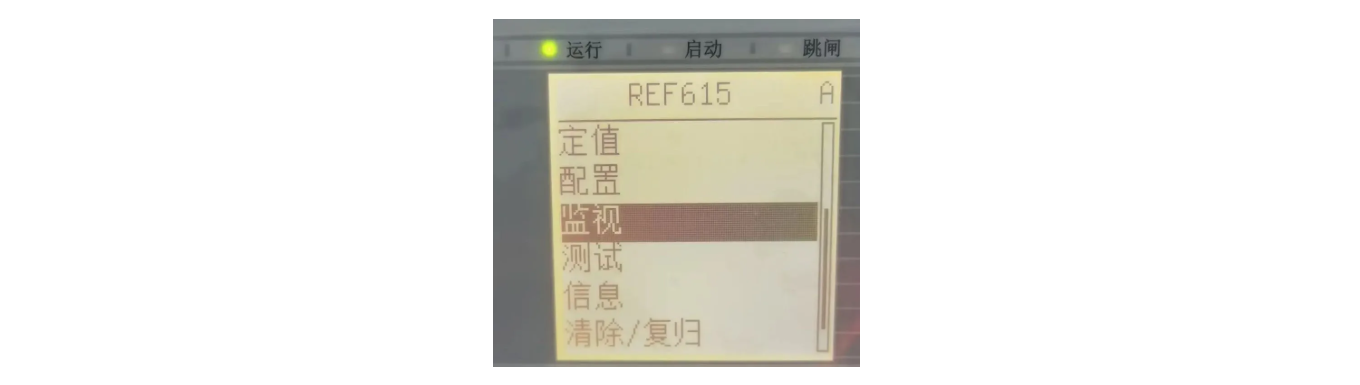 运行 启动 跳闸
REF615 A
定值
配置
监视
测试
信息
清除/复归